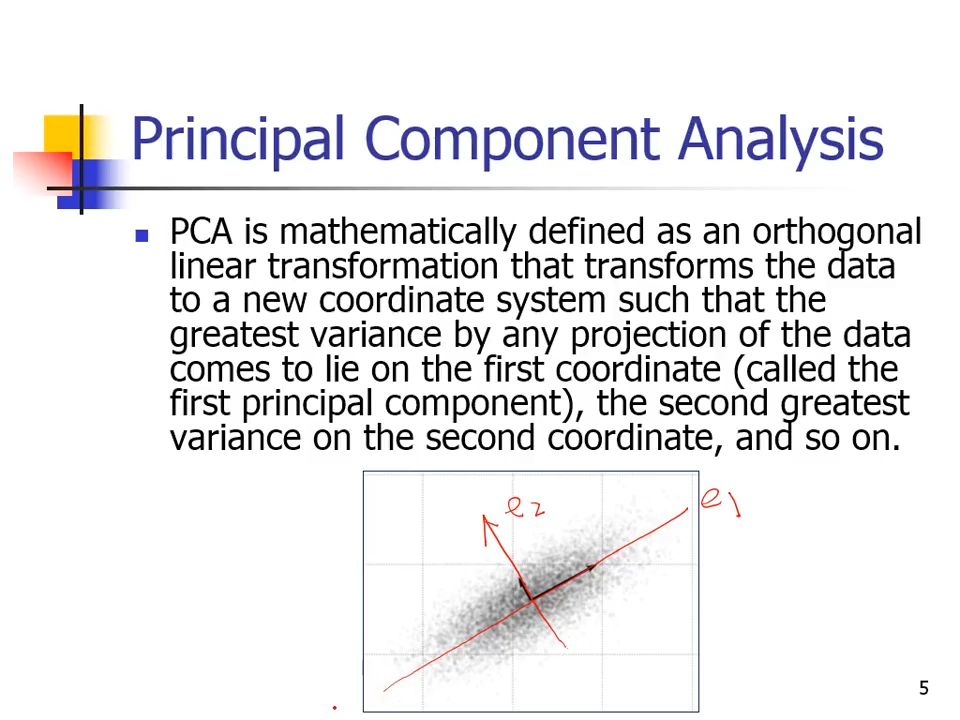 Principal Component Analysis
PCA is mathematically defined as an orthogonal
linear transformation that transforms the data
to a new coordinate system such that the
greatest variance by any projection of the data
comes to lie on the first coordinate (called the
first principal component), the second greatest
variance on the second coordinate, and so on.
e2
e1
5